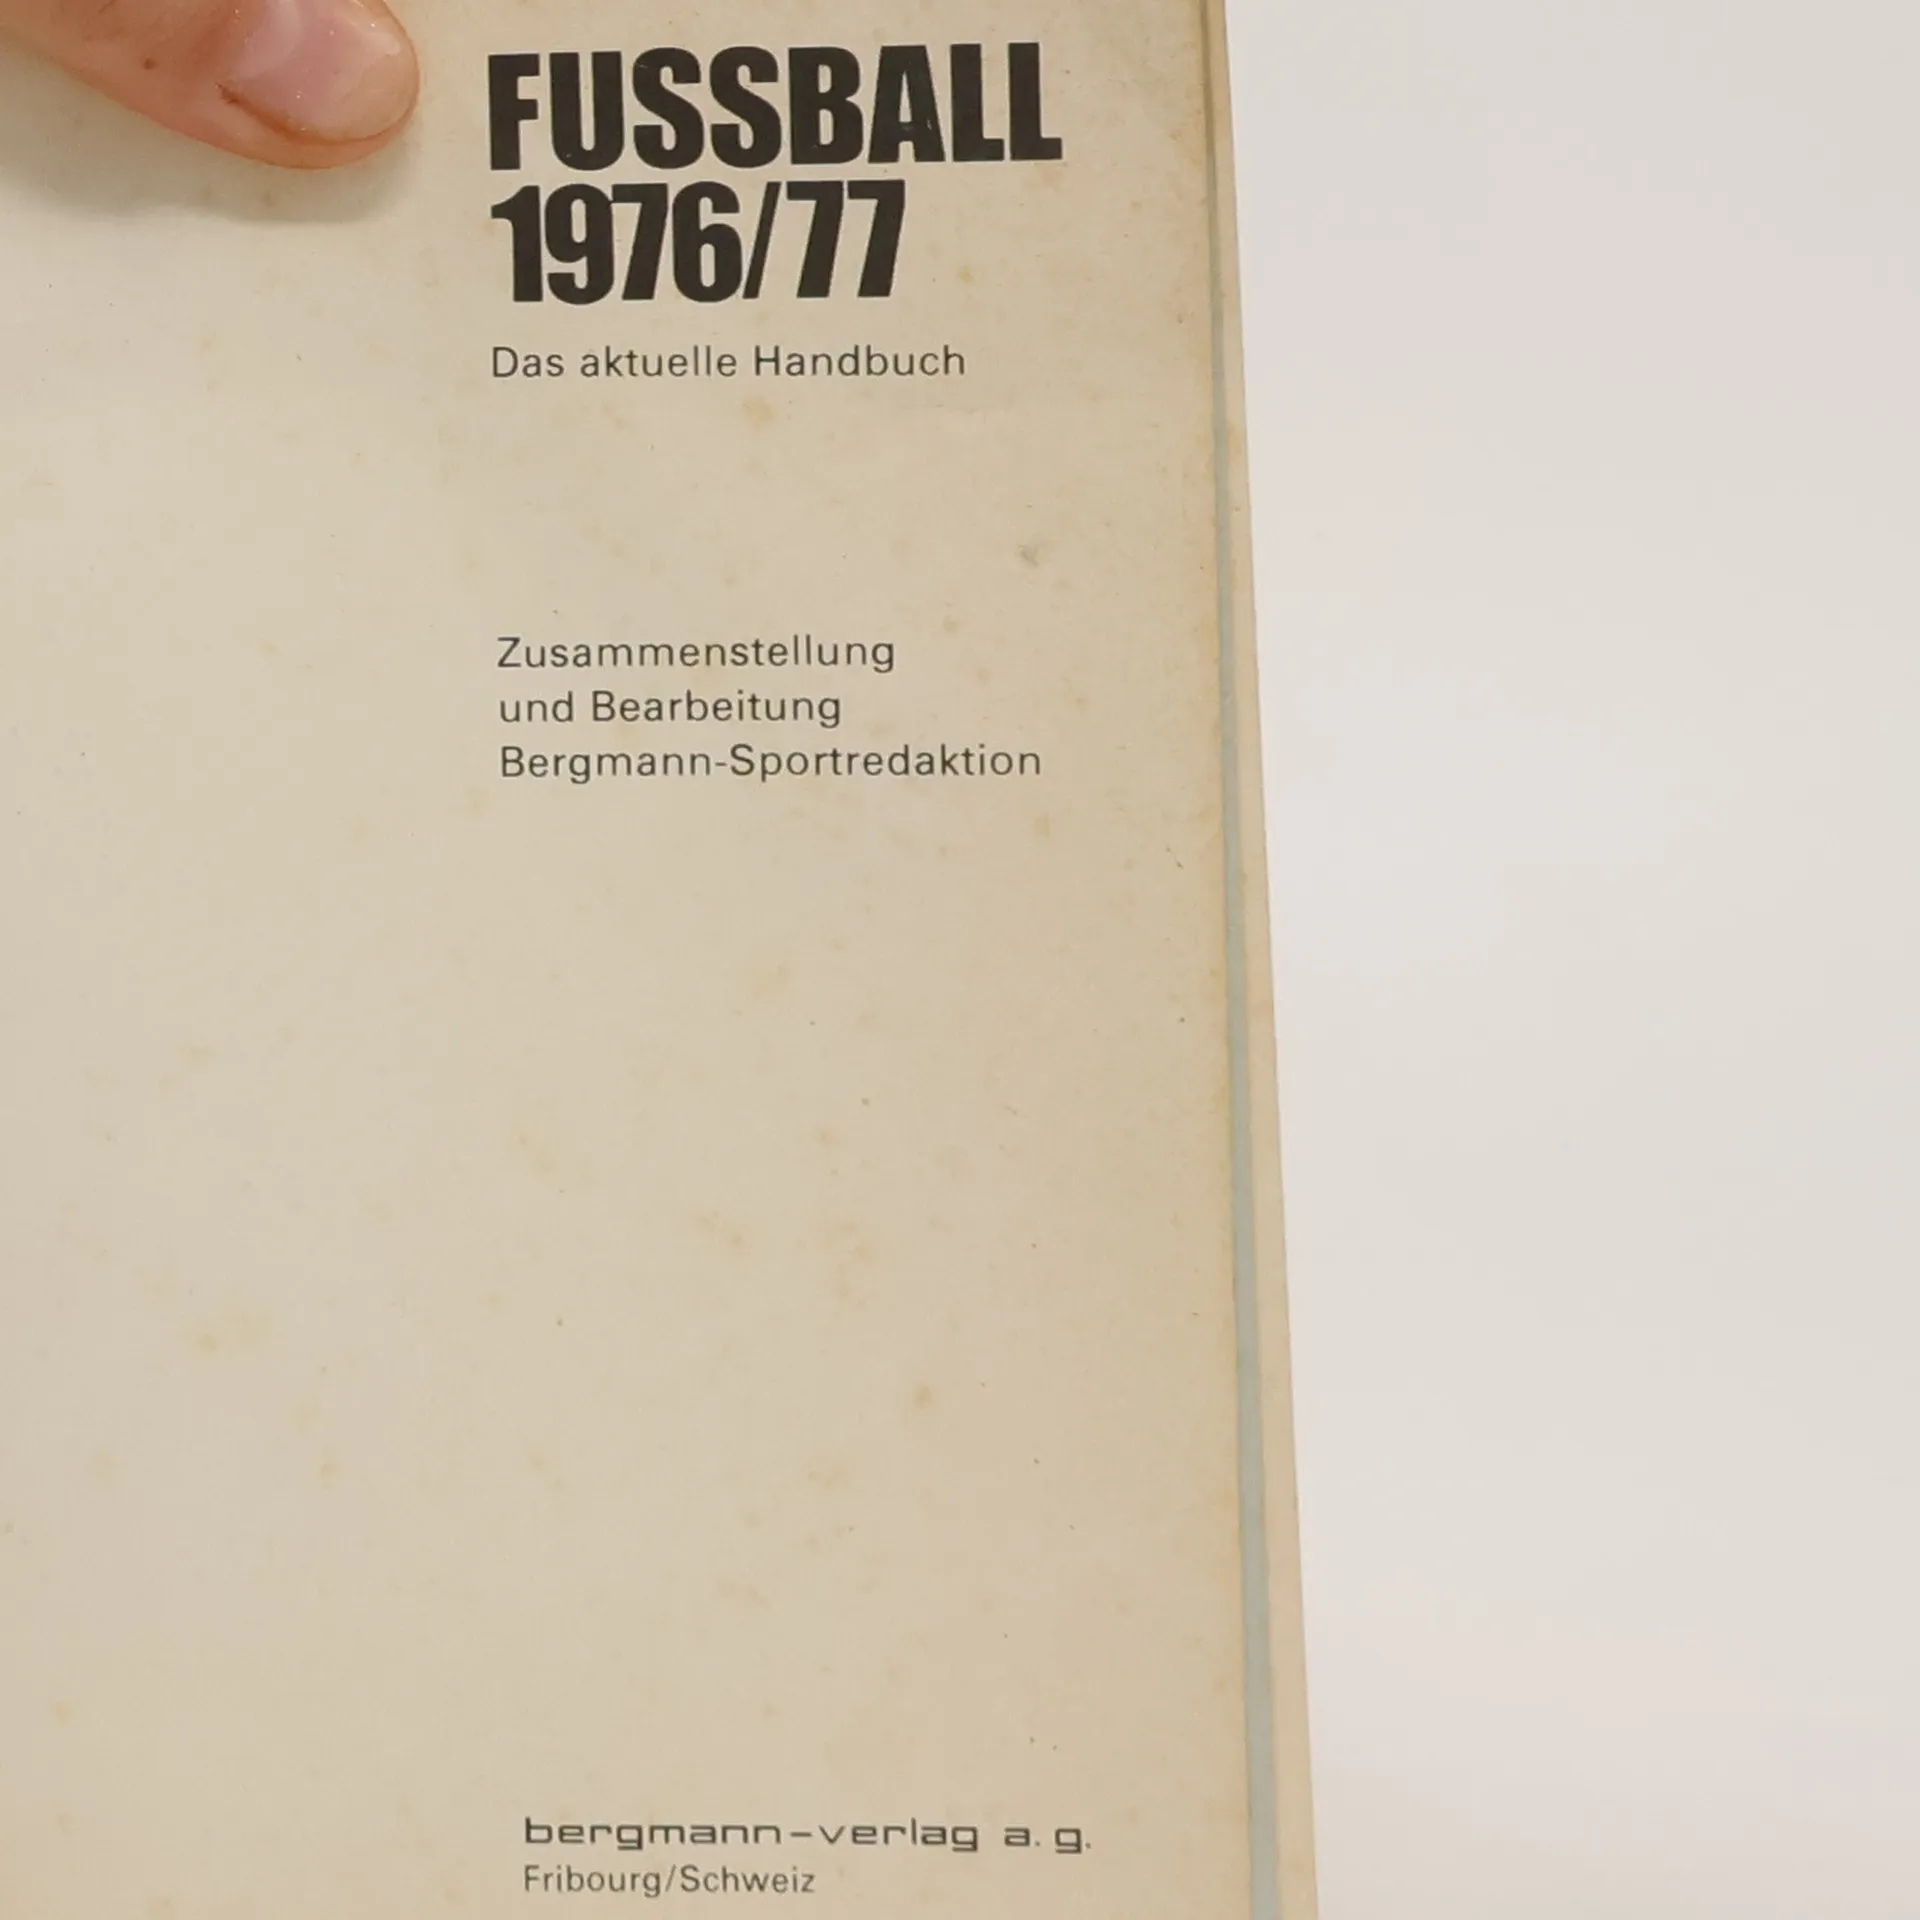 FUSSBALL
1976/77
Das aktuelle Handbuch
Zusammenstellung
und Bearbeitung
Bergmann-Sportredaktion
bergmann-verlag a. g.
Fribourg/Schweiz